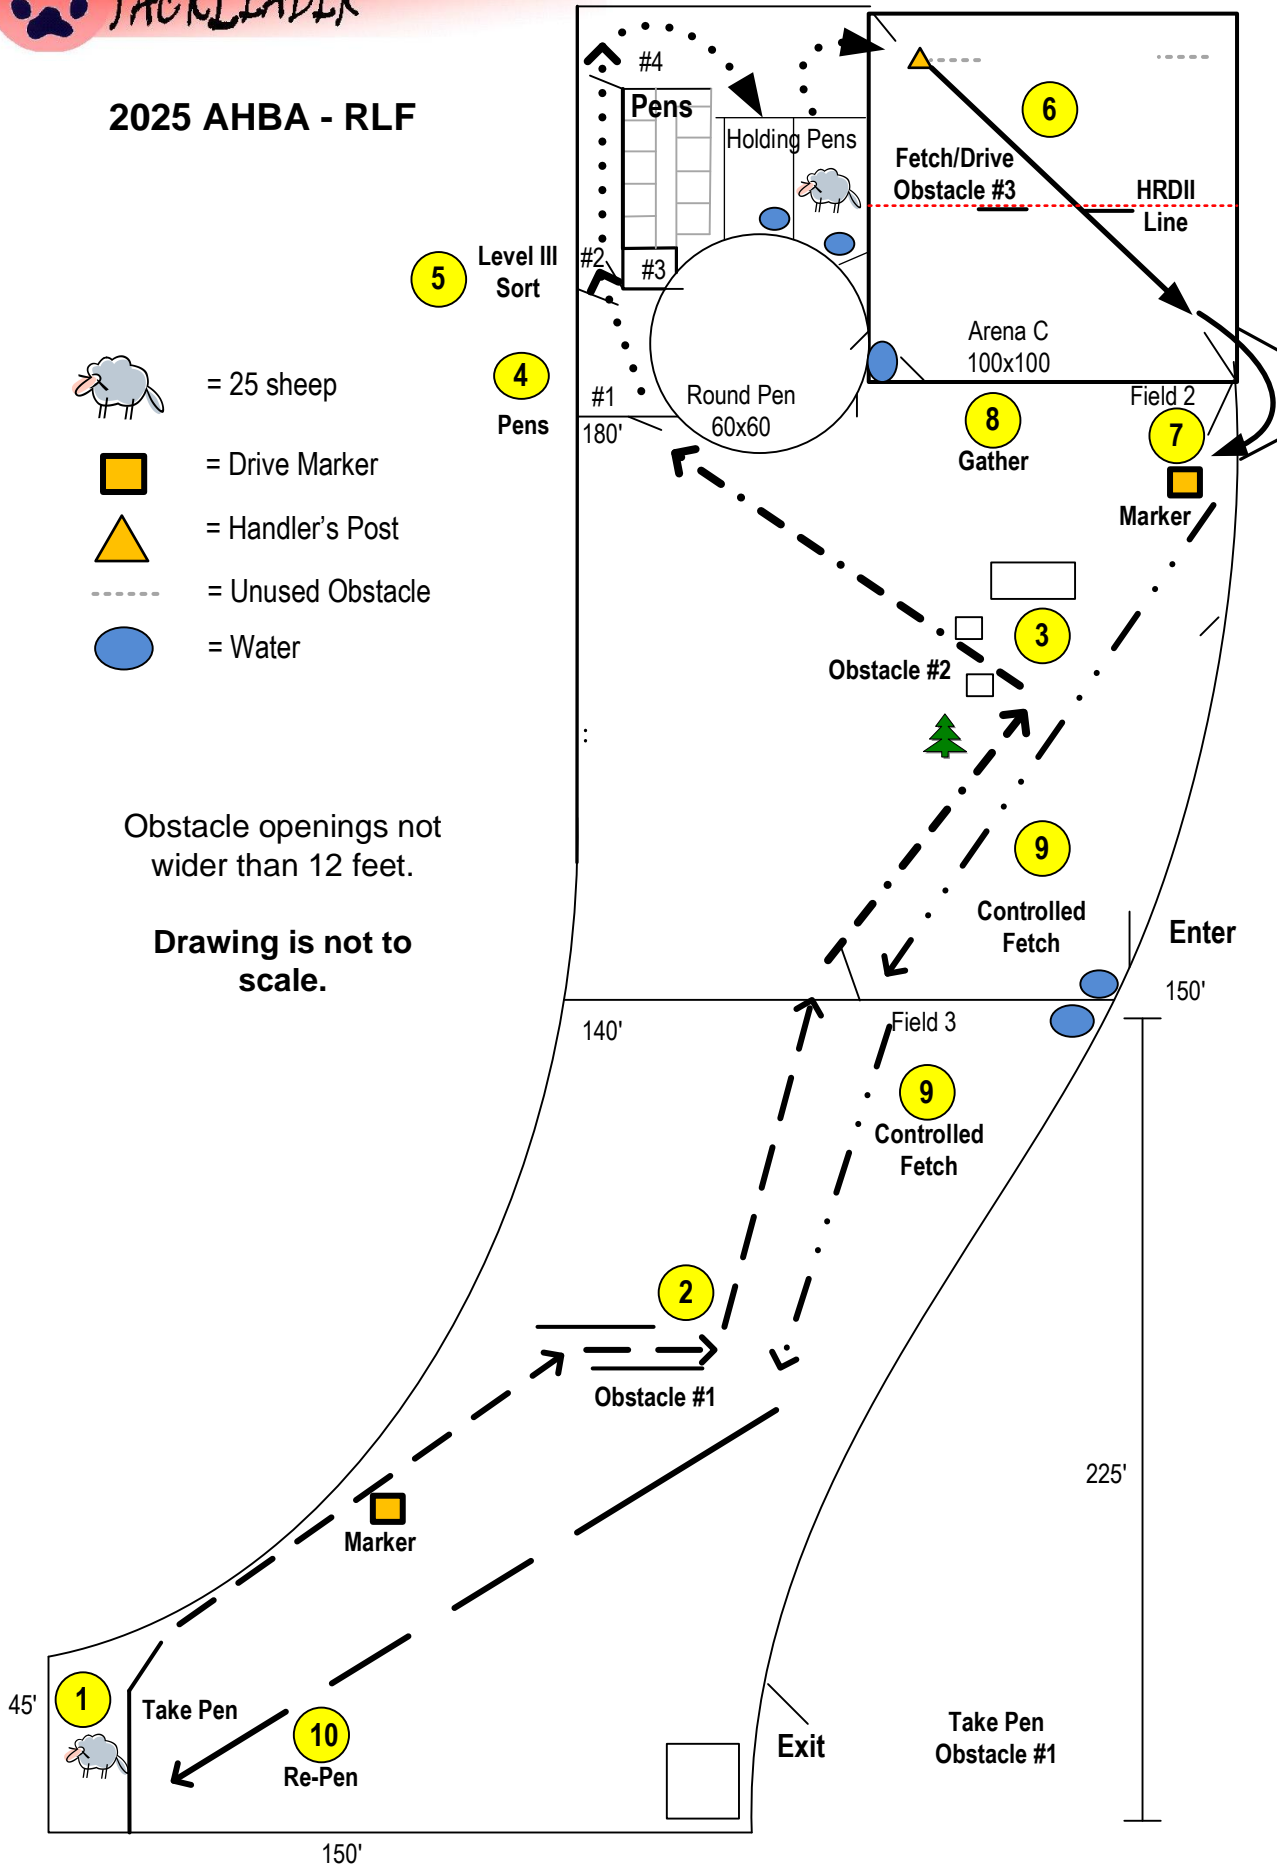 JACKLEADER
2025 AHBA - RLF
#4
Pens
Holding Pens
6
Fetch/Drive
Obstacle #3
HRDII
Line
5
Level III
Sort
#2
#3
Arena C
100x100
= 25 sheep
4
Pens
#1
180'
Round Pen
60x60
8
Gather
Field 2
7
Marker
= Drive Marker
= Handler's Post
= Unused Obstacle
= Water
3
Obstacle #2
Obstacle openings not
wider than 12 feet.
Drawing is not to
scale.
9
Controlled
Fetch
Enter
150'
140'
Field 3
9
Controlled
Fetch
2
Obstacle #1
225'
Marker
45'
1
Take Pen
10
Re-Pen
Exit
Take Pen
Obstacle #1
150'